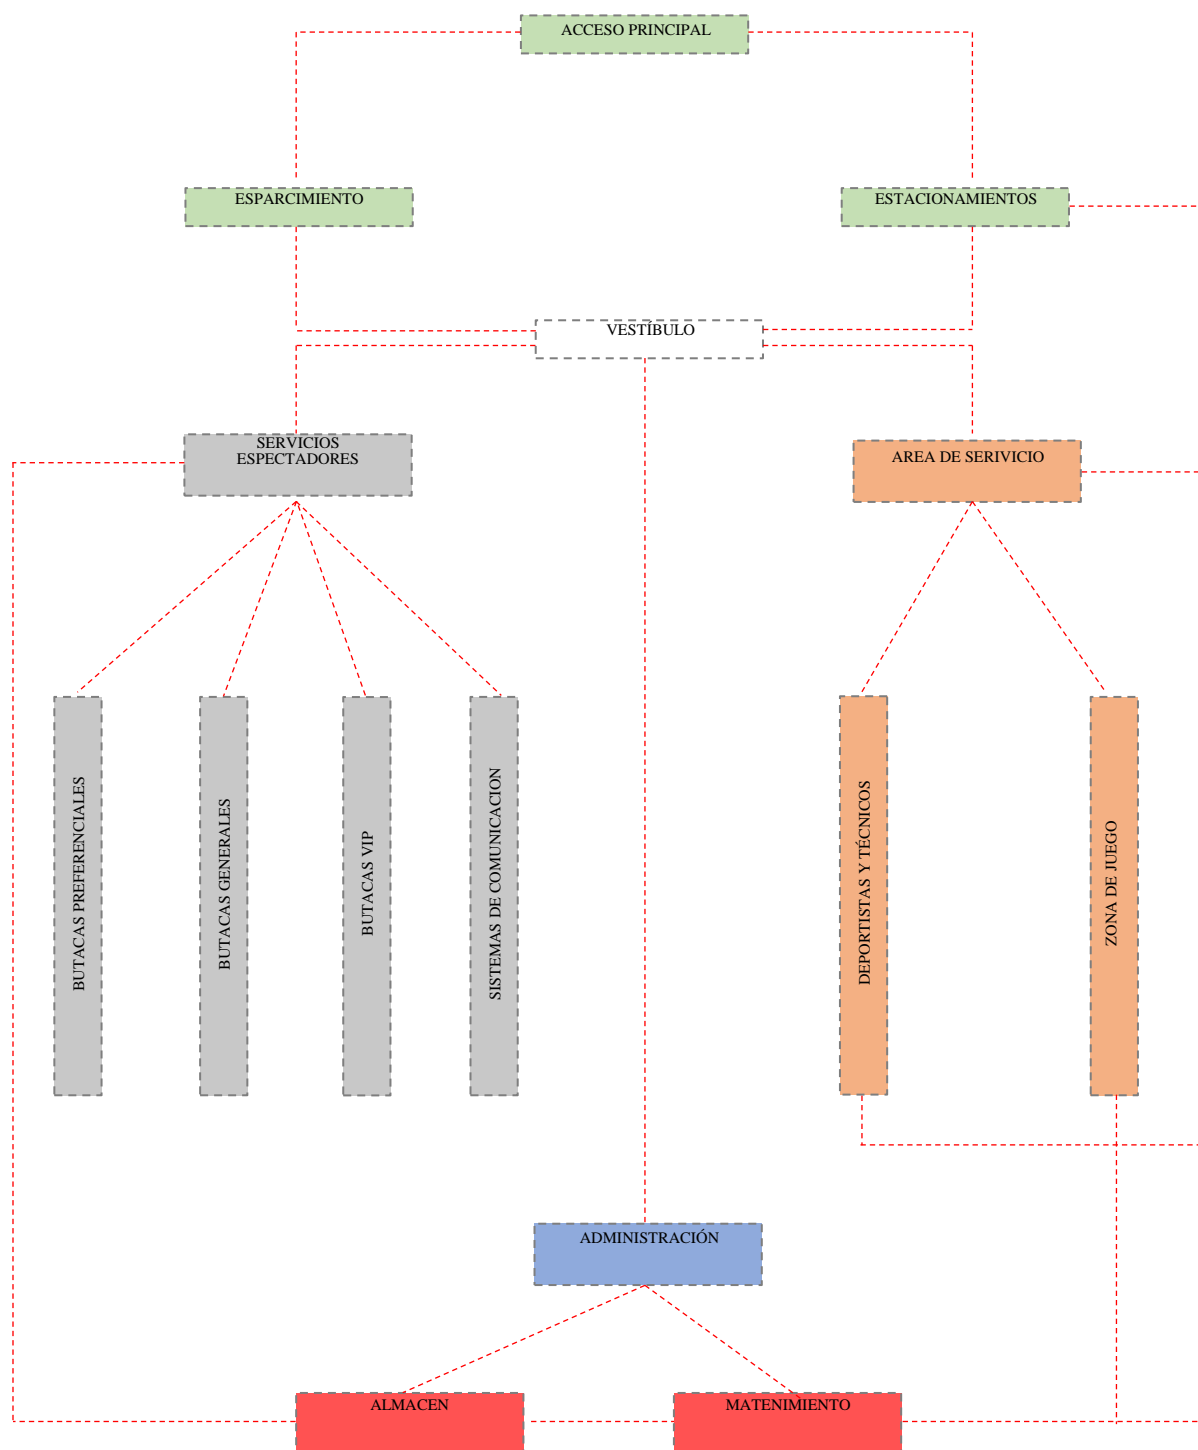 ACCESO PRINCIPAL
ESPARCIMIENTO
ESTACIONAMIENTOS
VESTÍBULO
SERVICIOS
ESPECTADORES
AREA DE SERIVICIO
BUTACAS PREFERENCIALES
BUTACAS GENERALES
BUTACAS VIP
SISTEMAS DE COMUNICACION
DEPORTISTAS Y TÉCNICOS
ZONA DE JUEGO
ADMINISTRACIÓN
ALMACEN
MATENIMIENTO